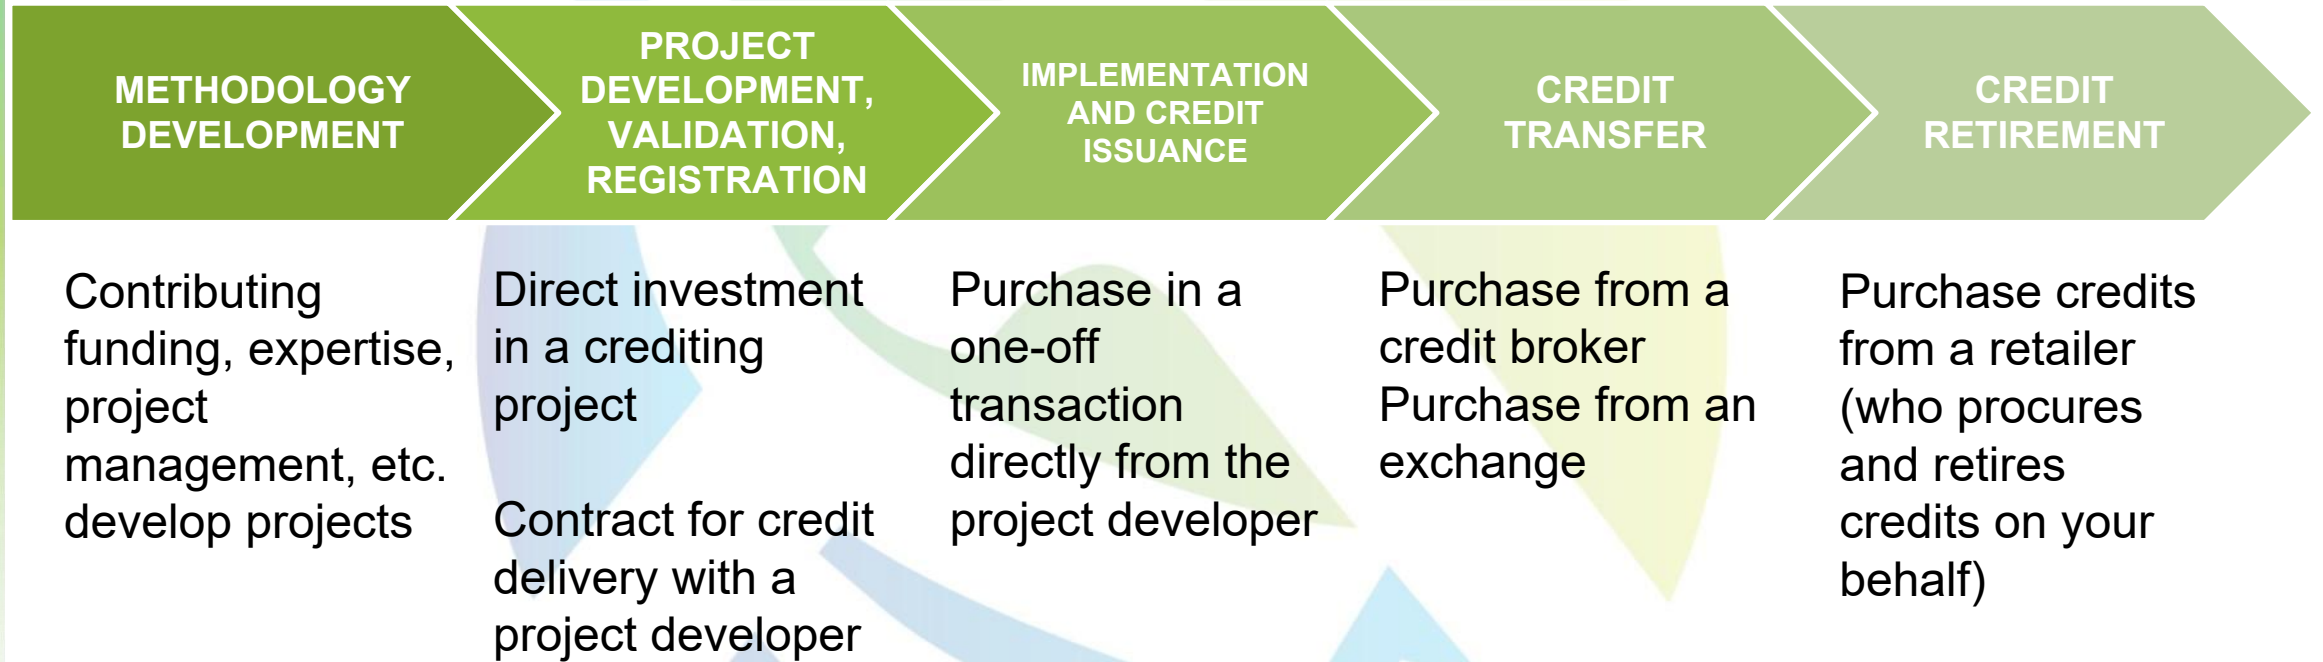 METHODOLOGY
DEVELOPMENT
PROJECT
DEVELOPMENT,
VALIDATION,
REGISTRATION
IMPLEMENTATION
AND CREDIT
ISSUANCE
CREDIT
TRANSFER
CREDIT
RETIREMENT
Contributing
funding, expertise,
project
management, etc.
develop projects
Direct investment
in a crediting
project
Contract for credit
delivery with a
project developer
Purchase in a
one-off
transaction
directly from the
project developer
Purchase from a
credit broker
Purchase from an
exchange
Purchase credits
from a retailer
(who procures
and retires
credits on your
behalf)